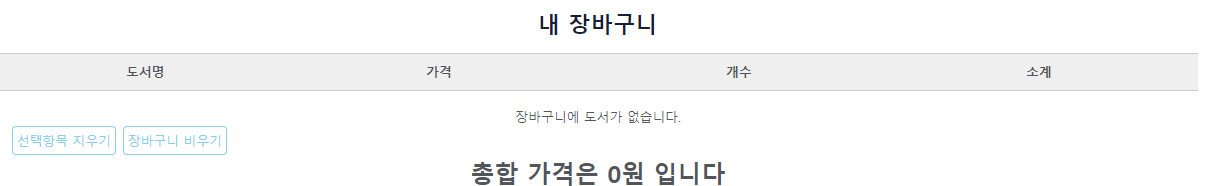 내 장바구니
도서명 가격 개수 소계
장바구니에 도서가 없습니다.
선택항목 지우기 장바구니 비우기
총합 가격은 0원 입니다